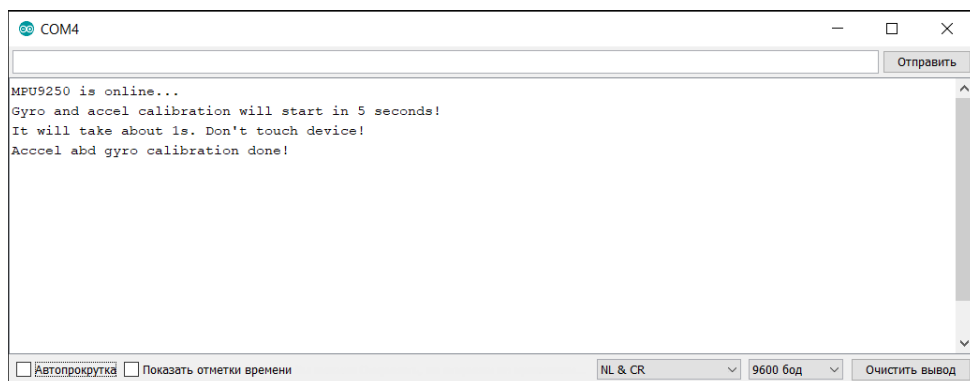 COM4
Отправить
MPU9250 is online...
Gyro and accel calibration will start in 5 seconds!
It will take about 1s. Don't touch device!
Acccel abd gyro calibration done!
Автопрокрутка Показать отметки времени NL & CR 9600 бод Очистить вывод